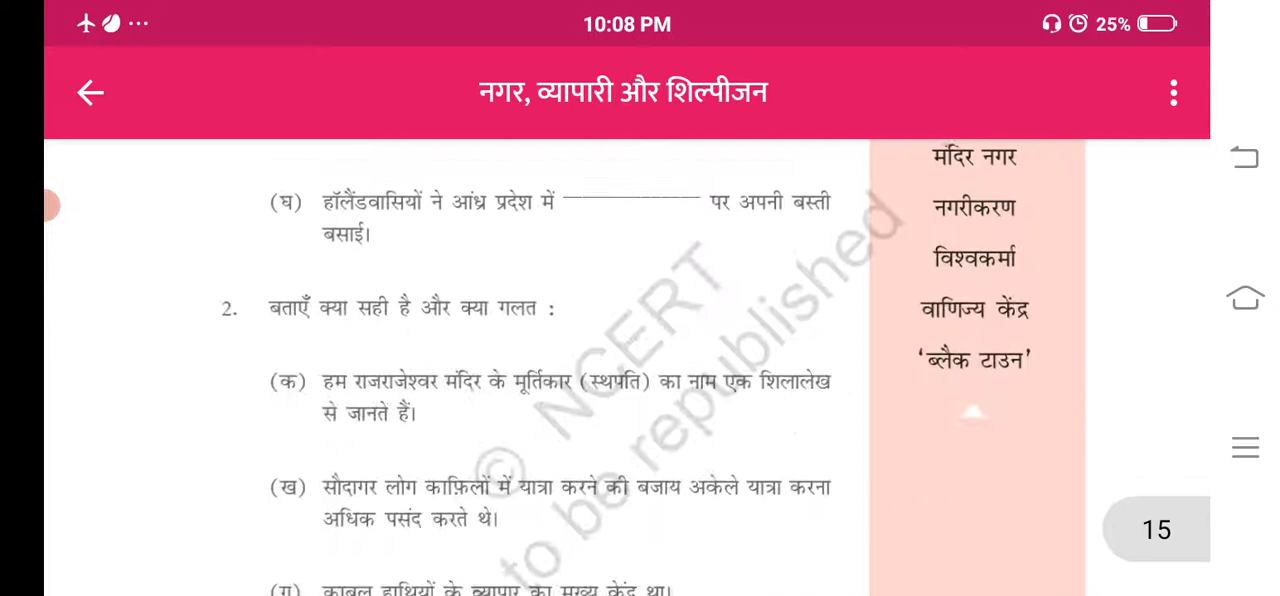 10:08 PM
25%
नगर, व्यापारी और शिल्पीजन
मंदिर नगर
(घ) हॉलैंडवासियों ने आंध्र प्रदेश में ____________ पर अपनी बस्ती
बसाई।
नगरीकरण
विश्वकर्मा
2. बताएँ क्या सही है और क्या गलत :
वाणिज्य केंद्र
'ब्लैक टाउन'
(क) हम राजराजेश्वर मंदिर के मूर्तिकार (स्थपति) का नाम एक शिलालेख
से जानते हैं।
(ख) सौदागर लोग काफ़िलों में यात्रा करने की बजाय अकेले यात्रा करना
अधिक पसंद करते थे।
15
(ग) काबुल हाथियों के व्यापार का मुख्य केंद्र था।
© NCERT
to be republished